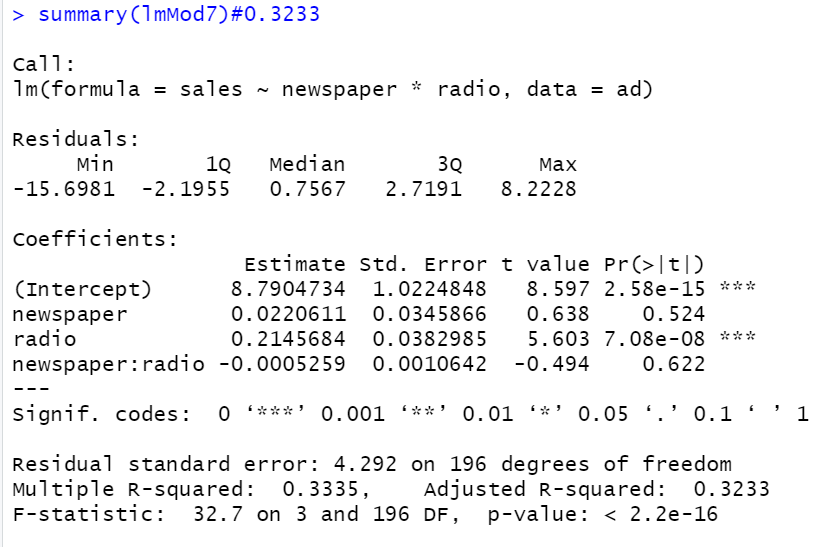 > summary(lmMod7)#0.3233
Call:
lm(formula = sales ~ newspaper * radio, data = ad)
Residuals:
     Min       1Q   Median       3Q      Max
-15.6981  -2.1955   0.7567   2.7191   8.2228
Coefficients:
                  Estimate Std. Error t value Pr(>|t|)
(Intercept)      8.7904734  1.0224848   8.597 2.58e-15 ***
newspaper        0.0220611  0.0345866   0.638    0.524
radio            0.2145684  0.0382985   5.603 7.08e-08 ***
newspaper:radio -0.0005259  0.0010642  -0.494    0.622
---
Signif. codes:  0 ‘***’ 0.001 ‘**’ 0.01 ‘*’ 0.05 ‘.’ 0.1 ‘ ’ 1
Residual standard error: 4.292 on 196 degrees of freedom
Multiple R-squared:  0.3335,    Adjusted R-squared:  0.3233
F-statistic:  32.7 on 3 and 196 DF,  p-value: < 2.2e-16